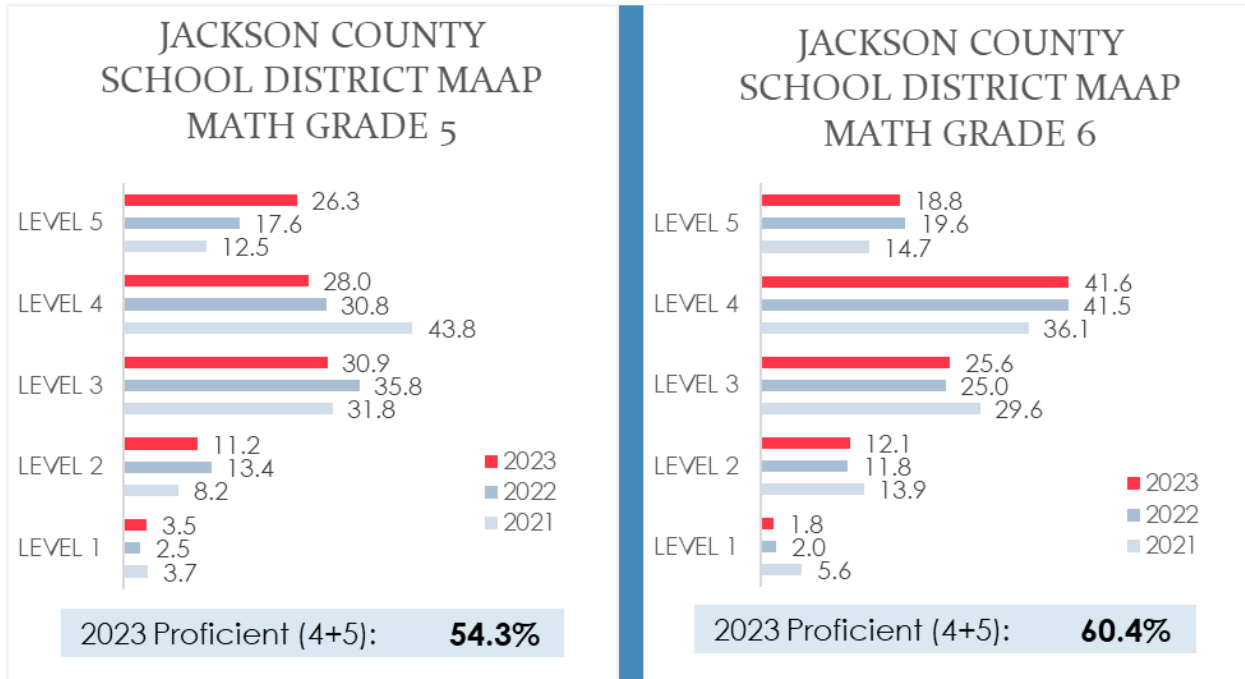 JACKSON COUNTY
SCHOOL DISTRICT MAAP
MATH GRADE 5
LEVEL 5
26.3
17.6
12.5
LEVEL 4
28.0
30.8
43.8
LEVEL 3
30.9
35.8
31.8
LEVEL 2
11.2
13.4
8.2
LEVEL 1
3.5
2.5
3.7
2023
2022
2021
2023 Proficient (4+5): 54.3%
JACKSON COUNTY
SCHOOL DISTRICT MAAP
MATH GRADE 6
LEVEL 5
18.8
19.6
14.7
LEVEL 4
41.6
41.5
36.1
LEVEL 3
25.6
25.0
29.6
LEVEL 2
12.1
11.8
13.9
LEVEL 1
1.8
2.0
5.6
2023
2022
2021
2023 Proficient (4+5): 60.4%